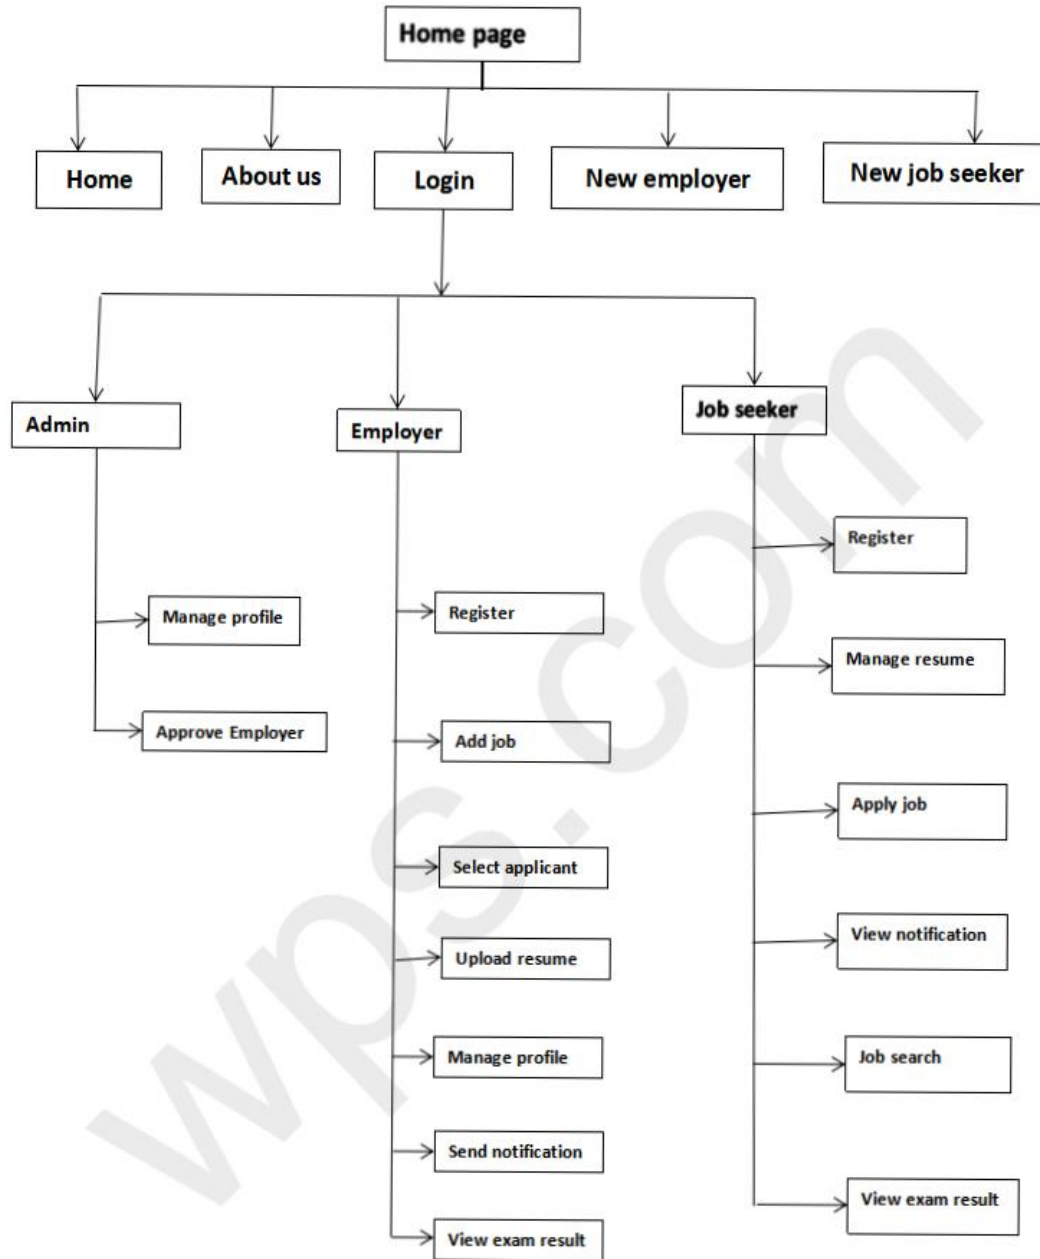 Home page
Home
About us
Login
New employer
New job seeker
Admin
Employer
Job seeker
Manage profile
Approve Employer
Register
Add job
Select applicant
Upload resume
Manage profile
Send notification
View exam result
Register
Manage resume
Apply job
View notification
Job search
View exam result
wps.com